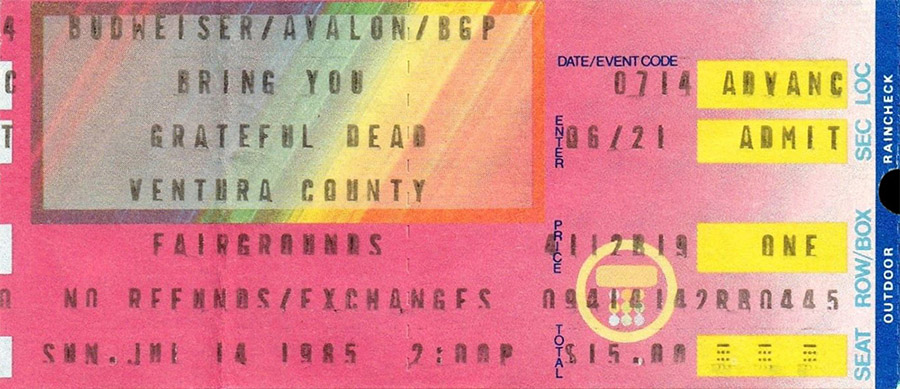 BUDWEISER/AVALON/BGP
BRING YOU
GRATEFUL DEAD
VENTURA COUNTY
FAIRGROUNDS
NO REFUNDS/EXCHANGES
SUN. JUL 14 1985 2:00P
DATE/EVENT CODE
0714 ADVANC
ENTER 06/21 ADMIT
PRICE ONE
TOTAL $15.00
SEC LOC
ROW/BOX
SEAT
RAINCHECK
OUTDOOR